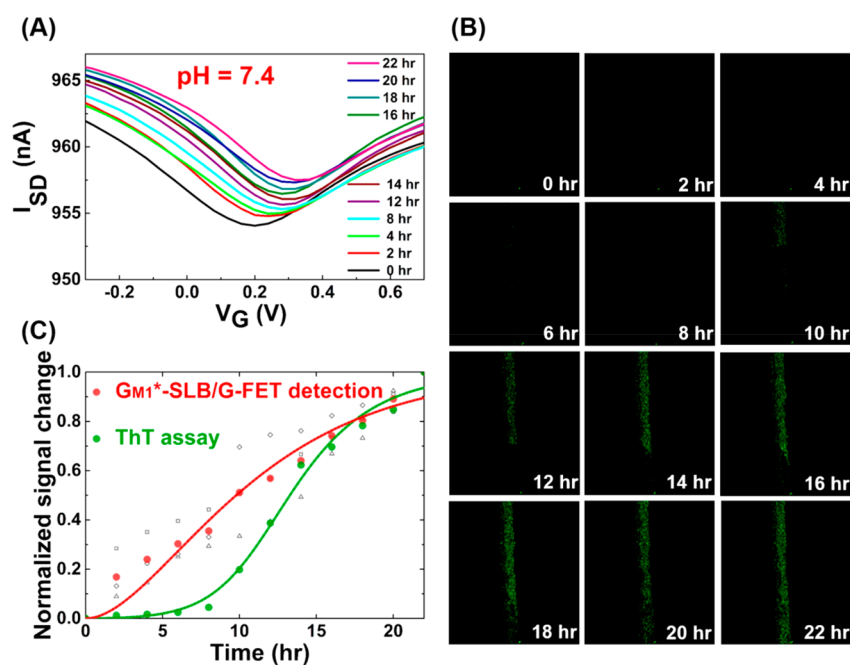 (A)
pH = 7.4
22 hr
20 hr
18 hr
16 hr
14 hr
12 hr
8 hr
4 hr
2 hr
0 hr
965
960
955
950
I_SD (nA)
-0.2 0.0 0.2 0.4 0.6
V_G (V)
(B)
0 hr 2 hr 4 hr
6 hr 8 hr 10 hr
12 hr 14 hr 16 hr
18 hr 20 hr 22 hr
(C)
GM1*-SLB/G-FET detection
ThT assay
1.0
0.8
0.6
0.4
0.2
0.0
Normalized signal change
0 5 10 15 20
Time (hr)